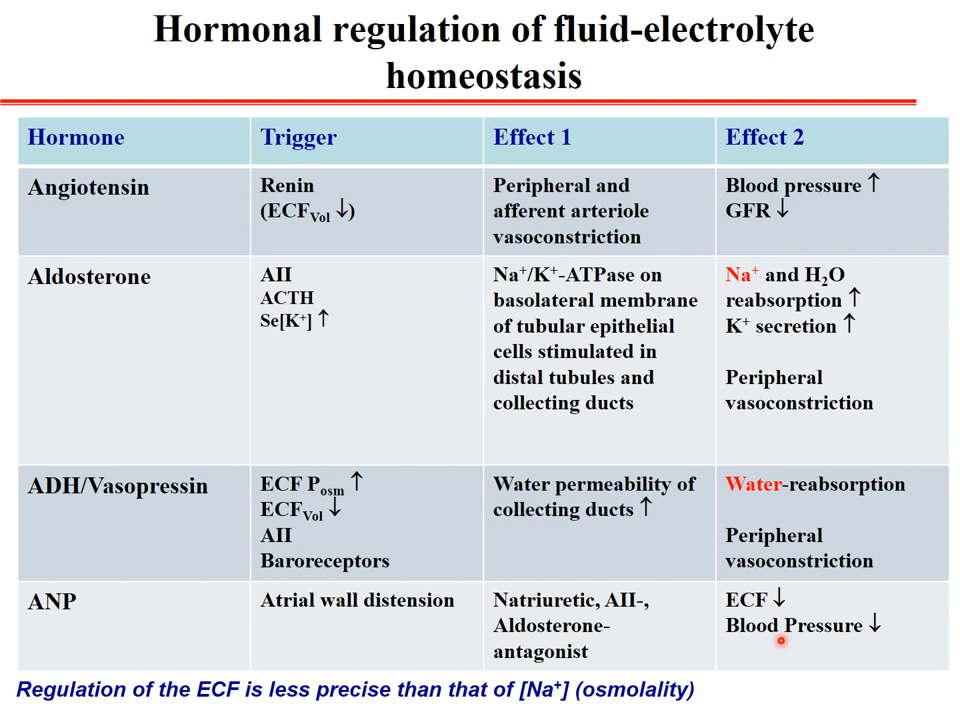 Hormonal regulation of fluid-electrolyte
homeostasis
Hormone
Trigger
Effect 1
Effect 2
Angiotensin
Renin
(ECFVol ↓)
Peripheral and
afferent arteriole
vasoconstriction
Blood pressure ↑
GFR ↓
Aldosterone
AII
ACTH
Se[K⁺] ↑
Na⁺/K⁺-ATPase on
basolateral membrane
of tubular epithelial
cells stimulated in
distal tubules and
collecting ducts
Na⁺ and H₂O
reabsorption ↑
K⁺ secretion ↑
Peripheral
vasoconstriction
ADH/Vasopressin
ECF Posm ↑
ECFVol ↓
AII
Baroreceptors
Water permeability of
collecting ducts ↑
Water-reabsorption
Peripheral
vasoconstriction
ANP
Atrial wall distension
Natriuretic, AII-,
Aldosterone-
antagonist
ECF ↓
Blood Pressure ↓
Regulation of the ECF is less precise than that of [Na⁺] (osmolality)